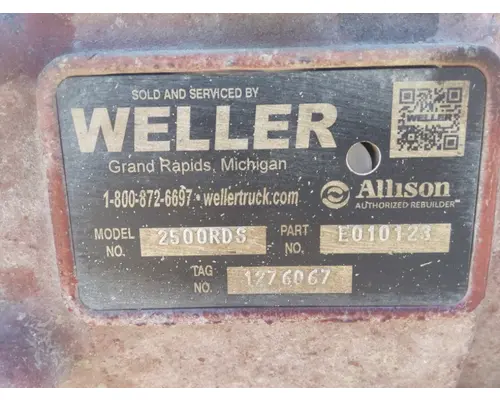 SOLD AND SERVICED BY
WELLER
WELLER
Grand Rapids, Michigan
1-800-872-6697 • wellertruck.com
Allison
AUTHORIZED REBUILDER
MODEL NO. 2500RDS PART NO. E010123
TAG NO. 1276067